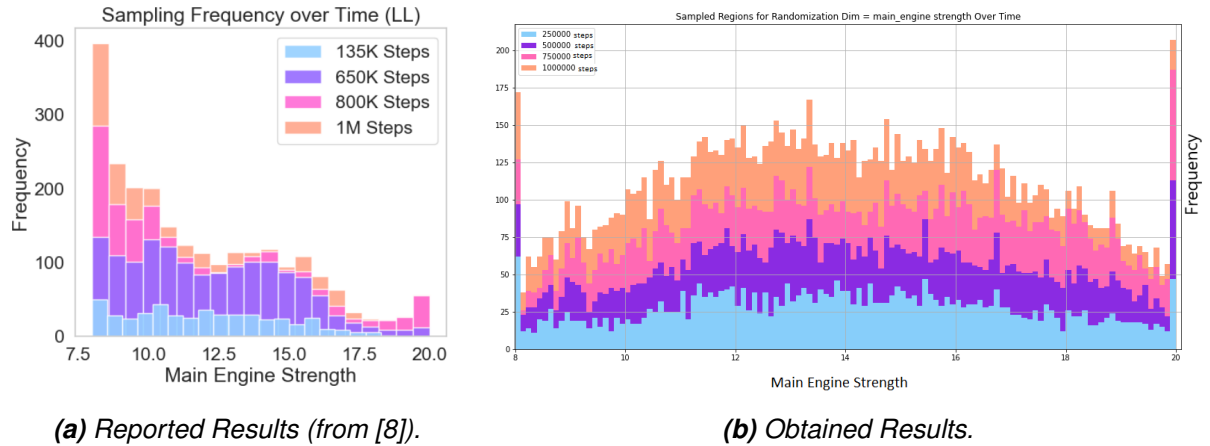 Sampling Frequency over Time (LL)
400
300
200
100
0
Frequency
135K Steps
650K Steps
800K Steps
1M Steps
7.5 10.0 12.5 15.0 17.5 20.0
Main Engine Strength
(a) Reported Results (from [8]).
Sampled Regions for Randomization Dim = main_engine strength Over Time
250000 steps
500000 steps
750000 steps
1000000 steps
200
175
150
125
100
75
50
25
0
Frequency
8 10 12 14 16 18 20
Main Engine Strength
(b) Obtained Results.